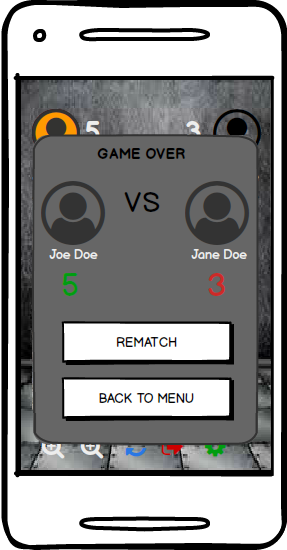 5 3
GAME OVER
VS
Joe Doe Jane Doe
5 3
REMATCH
BACK TO MENU